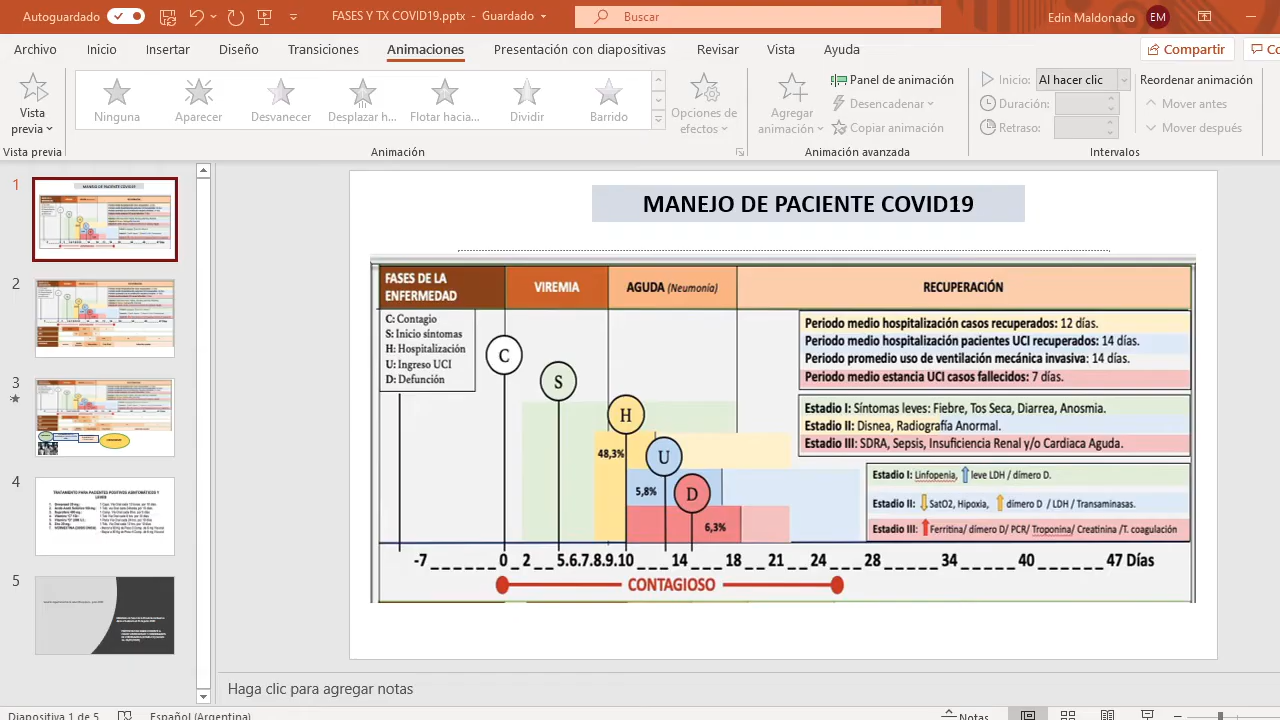 Autoguardado
FASES Y TX COVID19.pptx - Guardado
Buscar
Edin Maldonado
EM
Archivo
Inicio
Insertar
Diseño
Transiciones
Animaciones
Presentación con diapositivas
Revisar
Vista
Ayuda
Compartir
Co
Vista previa
Ninguna
Aparecer
Desvanecer
Desplazar h...
Flotar hacia...
Dividir
Barrido
Opciones de efectos
Agregar animación
Panel de animación
Desencadenar
Copiar animación
Inicio: Al hacer clic
Duración:
Retraso:
Reordenar animación
Mover antes
Mover después
Vista previa
Animación
Animación avanzada
Intervalos
1
2
3
4
5
MANEJO DE PACIENTE COVID19
FASES DE LA ENFERMEDAD
VIREMIA
AGUDA (Neumonía)
RECUPERACIÓN
C: Contagio
S: Inicio síntomas
H: Hospitalización
U: Ingreso UCI
D: Defunción
C
S
H
U
D
48,3%
5,8%
6,3%
Periodo medio hospitalización casos recuperados: 12 días.
Periodo medio hospitalización pacientes UCI recuperados: 14 días.
Periodo promedio uso de ventilación mecánica invasiva: 14 días.
Periodo medio estancia UCI casos fallecidos: 7 días.
Estadio I: Síntomas leves: Fiebre, Tos Seca, Diarrea, Anosmia.
Estadio II: Disnea, Radiografía Anormal.
Estadio III: SDRA, Sepsis, Insuficiencia Renal y/o Cardiaca Aguda.
Estadio I: Linfopenia, ⇧ leve LDH / dímero D.
Estadio II: ⇩ SatO2, Hipoxia, ⇧ dimero D / LDH / Transaminasas.
Estadio III: ⇧ Ferritina/ dimero D/ PCR/ Troponina/ Creatinina /T. coagulación
-7 _ _ _ _ _ _ 0 _ 2 _ _ 5.6.7.8.9.10 _ _ _ 14 _ _ _ 18 _ _ 21 _ _ _ 24 _ _ _ 28 _ _ _ _ _ 34 _ _ _ _ _ 40 _ _ _ _ _ _ 47 Días
CONTAGIOSO
Haga clic para agregar notas
Diapositiva 1 de 5
Español (Argentina)
Notas